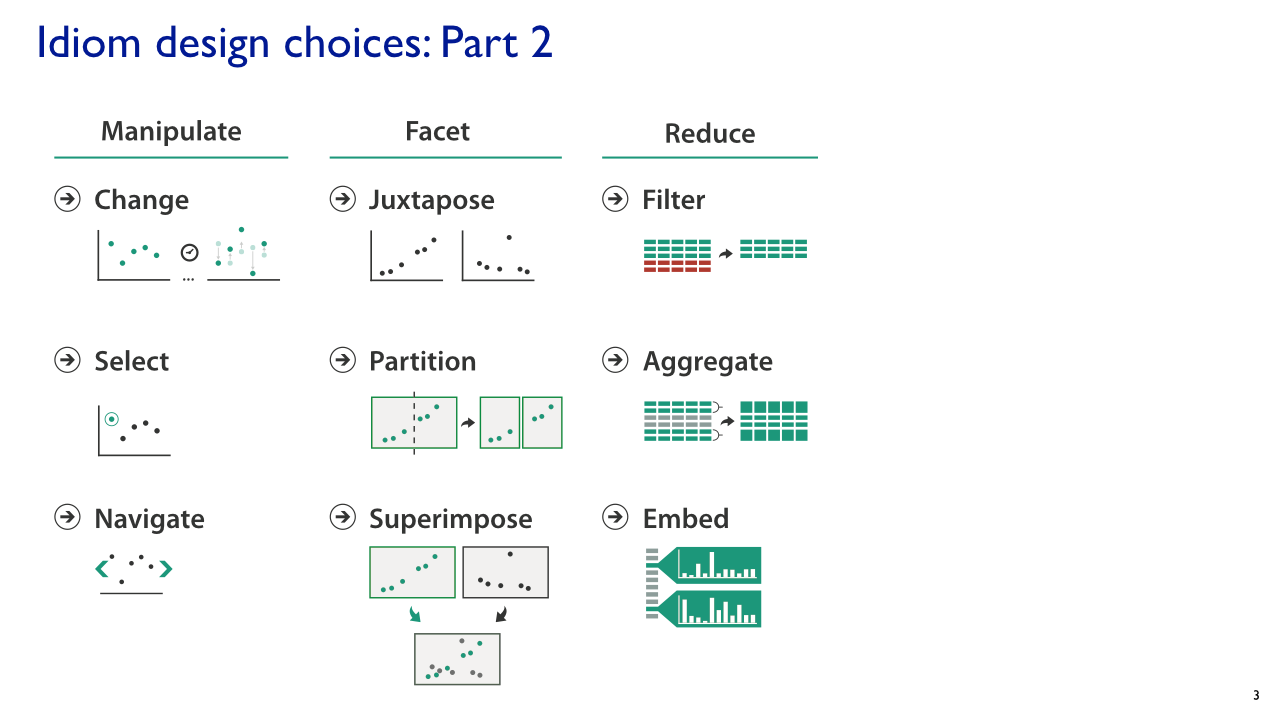 Idiom design choices: Part 2
Manipulate
Facet
Reduce
Change
Juxtapose
Filter
...
Select
Partition
Aggregate
Navigate
Superimpose
Embed
3